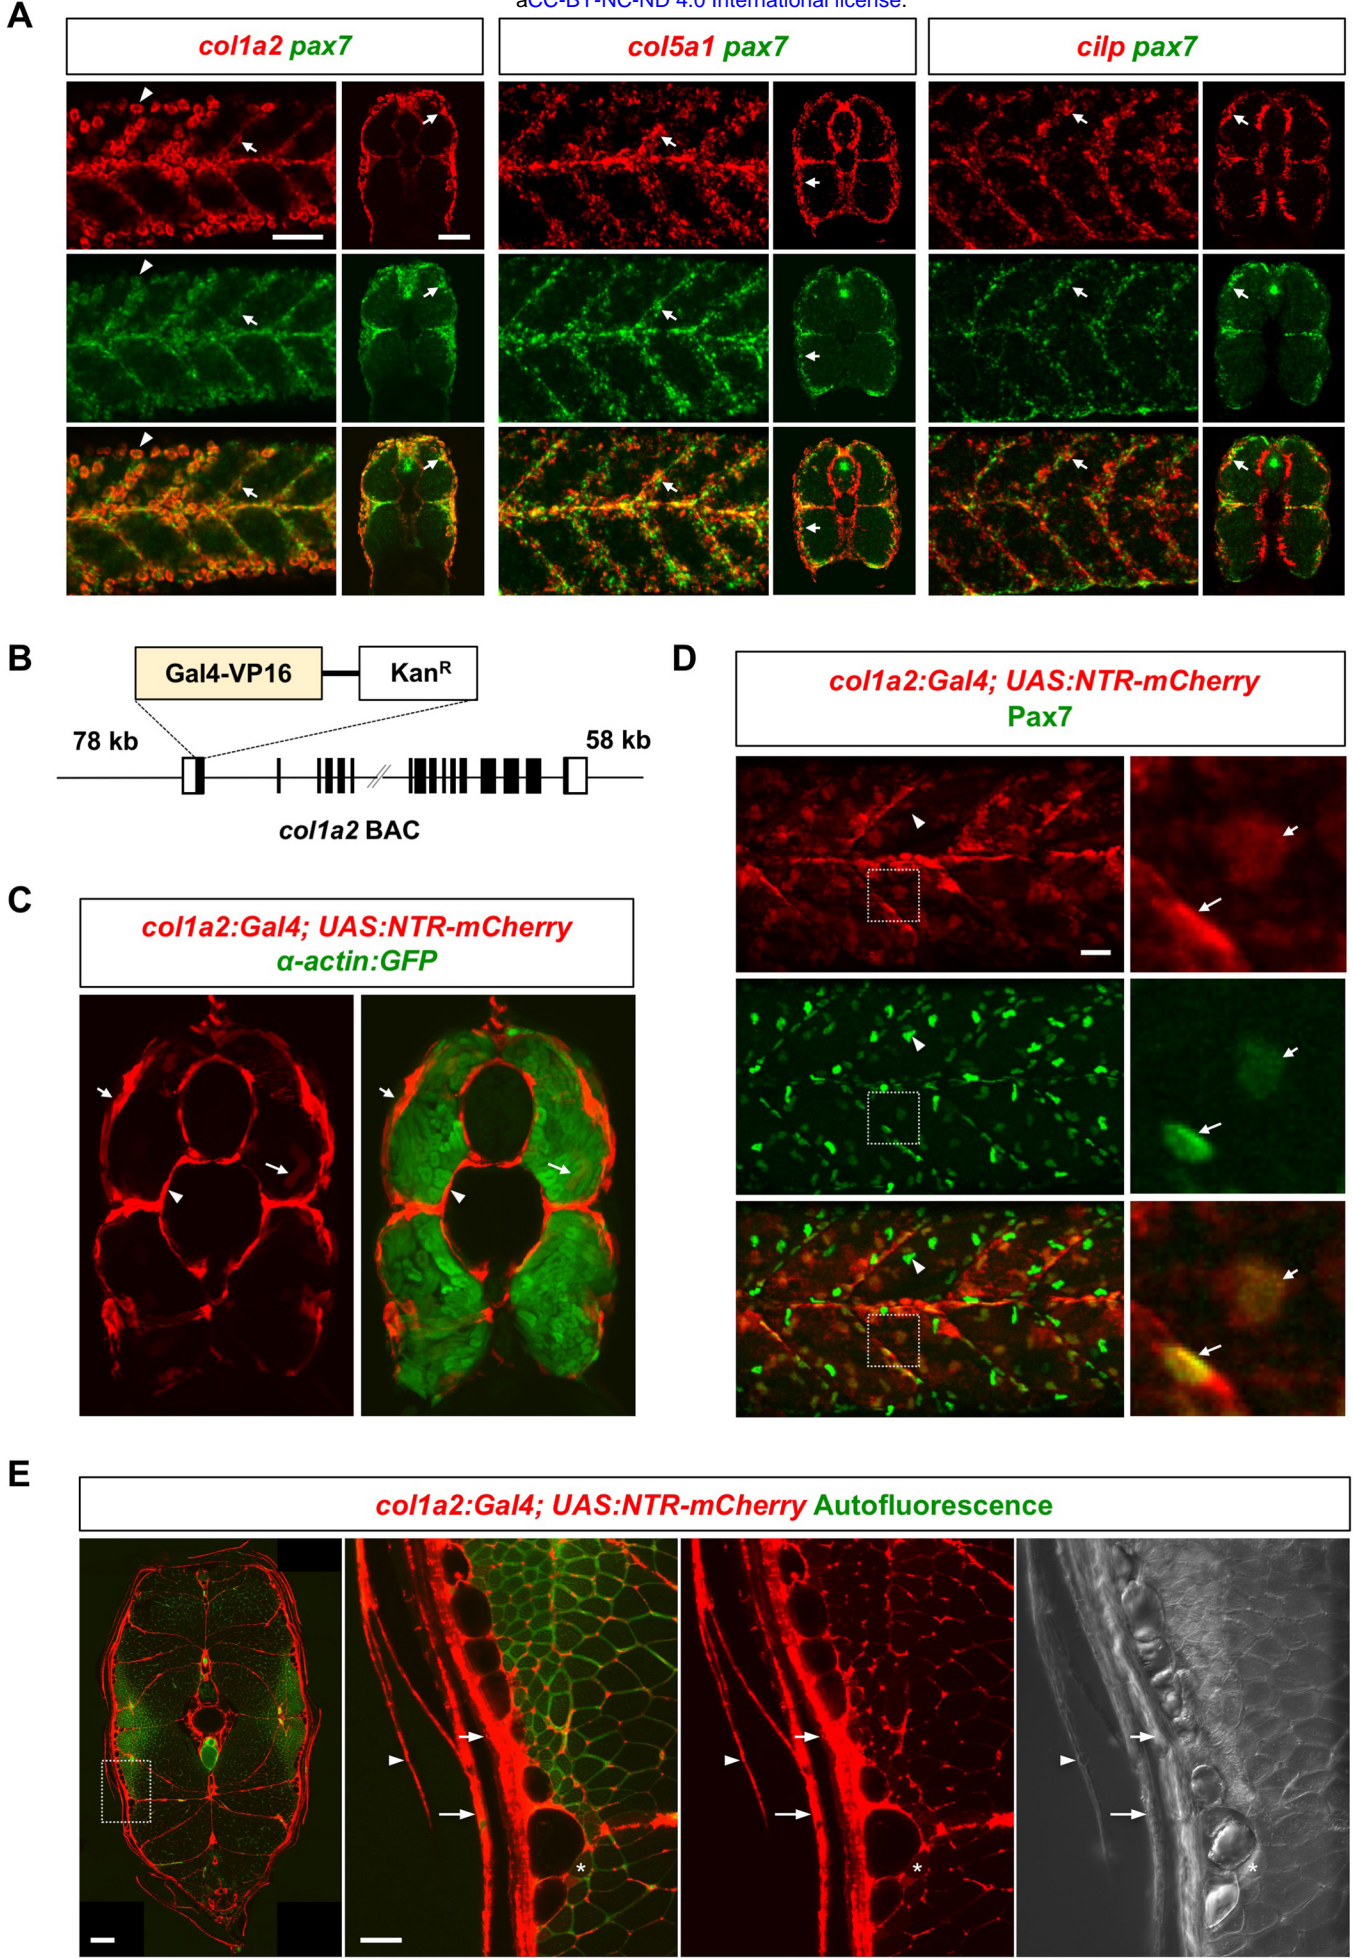 aCC-BY-NC-ND 4.0 International license.
A
col1a2 pax7
col5a1 pax7
cilp pax7
B
Gal4-VP16
Kanᴿ
78 kb
58 kb
col1a2 BAC
C
col1a2:Gal4; UAS:NTR-mCherry
α-actin:GFP
D
col1a2:Gal4; UAS:NTR-mCherry
Pax7
E
col1a2:Gal4; UAS:NTR-mCherry Autofluorescence
*
*
*